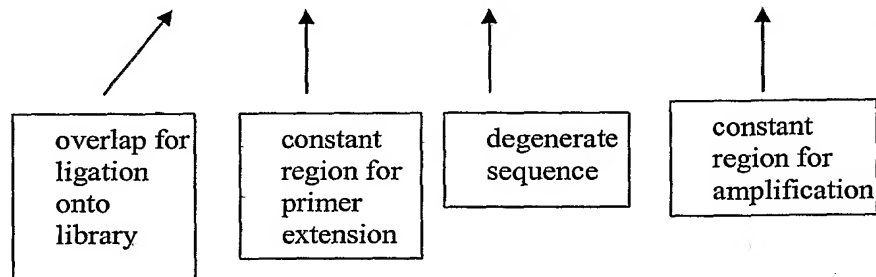 overlap for
ligation
onto
library
constant
region for
primer
extension
degenerate
sequence
constant
region for
amplification